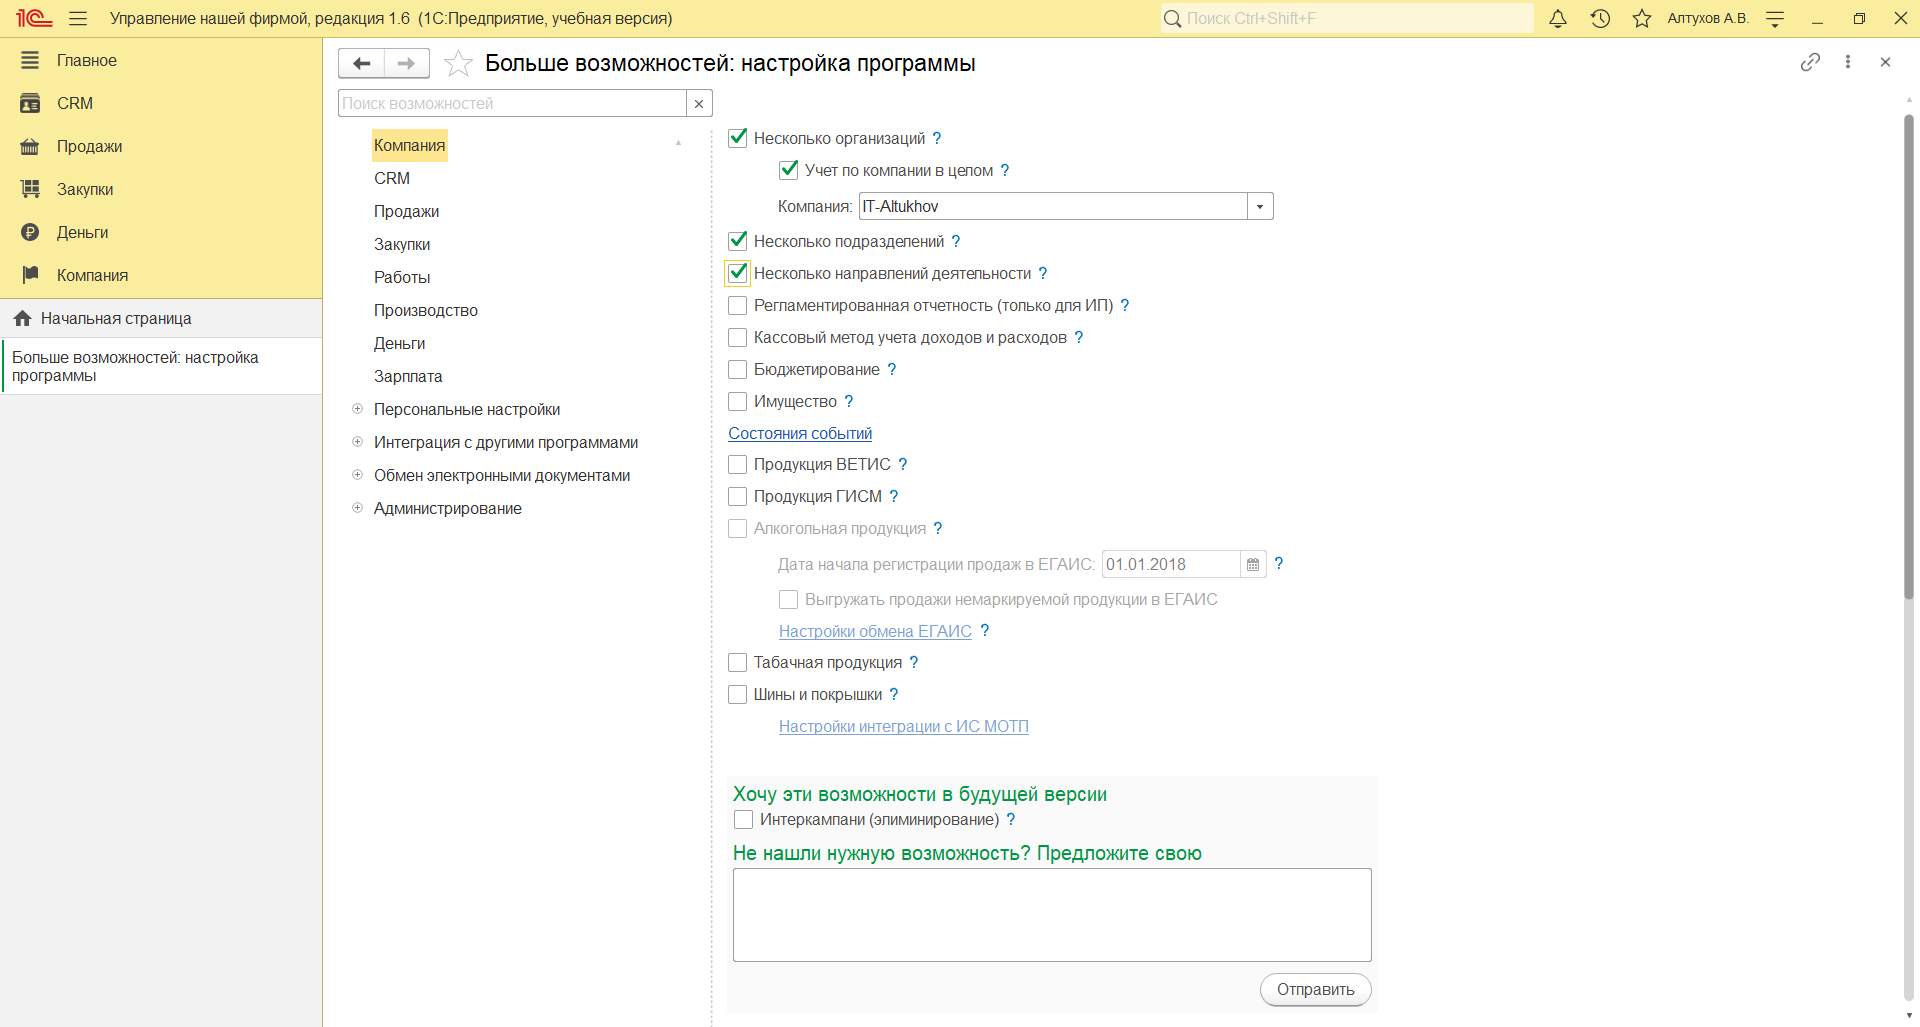 1С Управление нашей фирмой, редакция 1.6 (1С:Предприятие, учебная версия) Поиск Ctrl+Shift+F Алтухов А.В.
Главное
CRM
Продажи
Закупки
Деньги
Компания
Начальная страница
Больше возможностей: настройка
программы
Больше возможностей: настройка программы
Поиск возможностей
Компания
CRM
Продажи
Закупки
Работы
Производство
Деньги
Зарплата
Персональные настройки
Интеграция с другими программами
Обмен электронными документами
Администрирование
Несколько организаций ?
Учет по компании в целом ?
Компания: IT-Altukhov
Несколько подразделений ?
Несколько направлений деятельности ?
Регламентированная отчетность (только для ИП) ?
Кассовый метод учета доходов и расходов ?
Бюджетирование ?
Имущество ?
Состояния событий
Продукция ВЕТИС ?
Продукция ГИСМ ?
Алкогольная продукция ?
Дата начала регистрации продаж в ЕГАИС: 01.01.2018 ?
Выгружать продажи немаркируемой продукции в ЕГАИС
Настройки обмена ЕГАИС ?
Табачная продукция ?
Шины и покрышки ?
Настройки интеграции с ИС МОТП
Хочу эти возможности в будущей версии
Интеркампани (элиминирование) ?
Не нашли нужную возможность? Предложите свою
Отправить